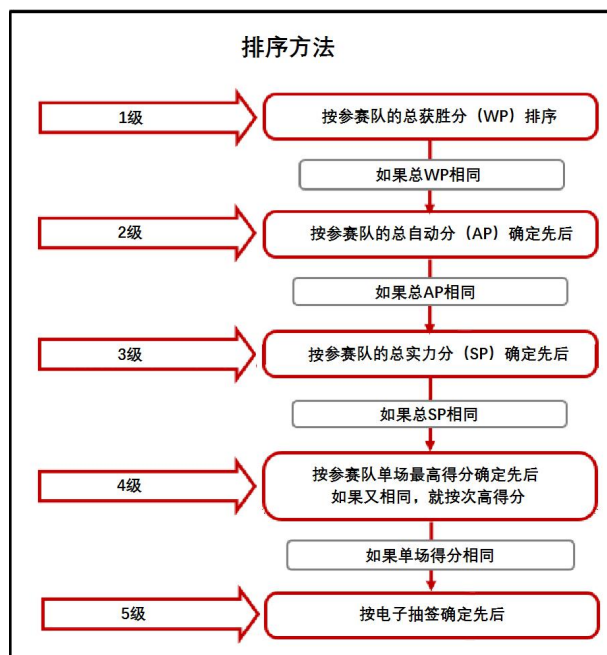 排序方法
1级
按参赛队的总获胜分（WP）排序
如果总WP相同
2级
按参赛队的总自动分（AP）确定先后
如果总AP相同
3级
按参赛队的总实力分（SP）确定先后
如果总SP相同
4级
按参赛队单场最高得分确定先后
如果又相同，就按次高得分
如果单场得分相同
5级
按电子抽签确定先后